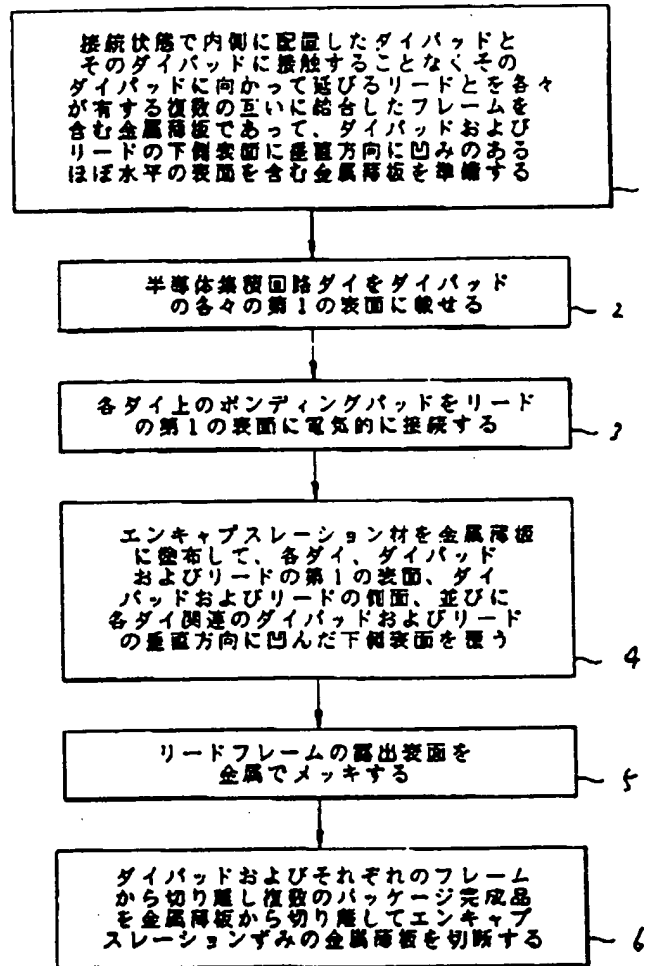 接続状態で内側に配置したダイパッドと
そのダイパッドに接触することなくその
ダイパッドに向かって延びるリードとを各々
が有する複数の互いに結合したフレームを
含む金属薄板であって、ダイパッドおよび
リードの下側表面に垂直方向に凹みのある
ほぼ水平の表面を含む金属薄板を準備する
半導体集積回路ダイをダイパッド
の各々の第1の表面に載せる
2
各ダイ上のボンディングパッドをリード
の第1の表面に電気的に接続する
3
エンキャプスレーション材を金属薄板
に塗布して、各ダイ、ダイパッド
およびリードの第1の表面、ダイ
パッドおよびリードの側面、並びに
各ダイ関連のダイパッドおよびリード
の垂直方向に凹んだ下側表面を覆う
4
リードフレームの露出表面を
金属でメッキする
5
ダイパッドおよびそれぞれのフレーム
から切り離し複数のパッケージ完成品
を金属薄板から切り離してエンキャプ
スレーションずみの金属薄板を切断する
6